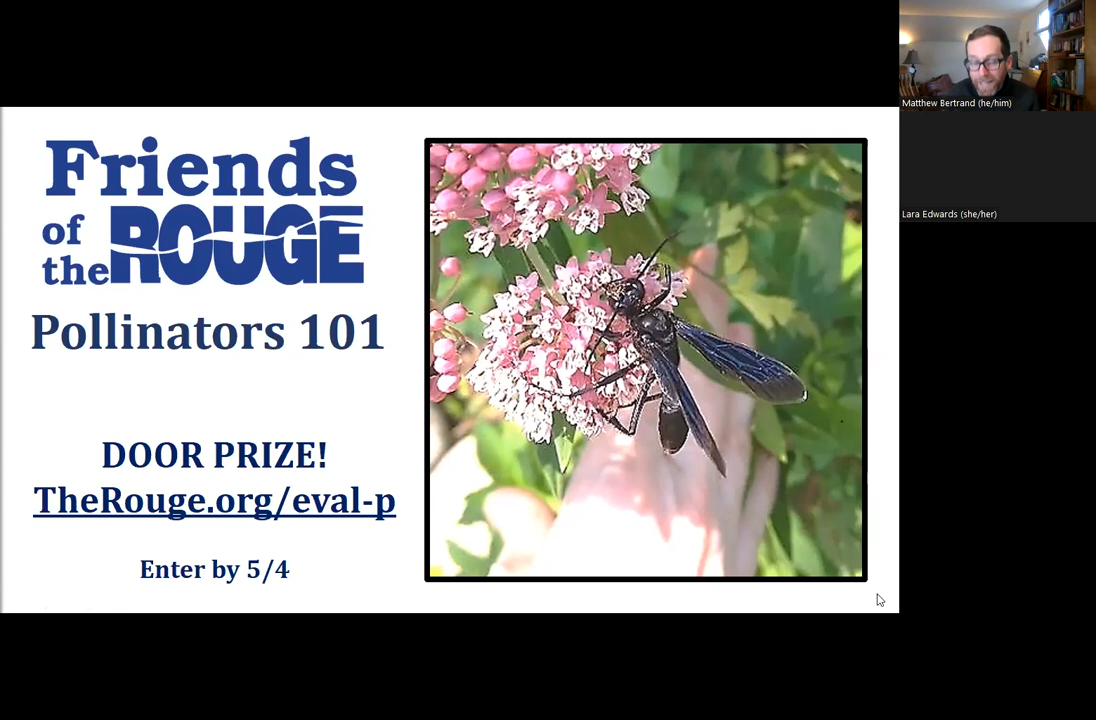 Friends
of
the ROUGE
Pollinators 101
DOOR PRIZE!
TheRouge.org/eval-p
Enter by 5/4
Matthew Bertrand (he/him)
Lara Edwards (she/her)